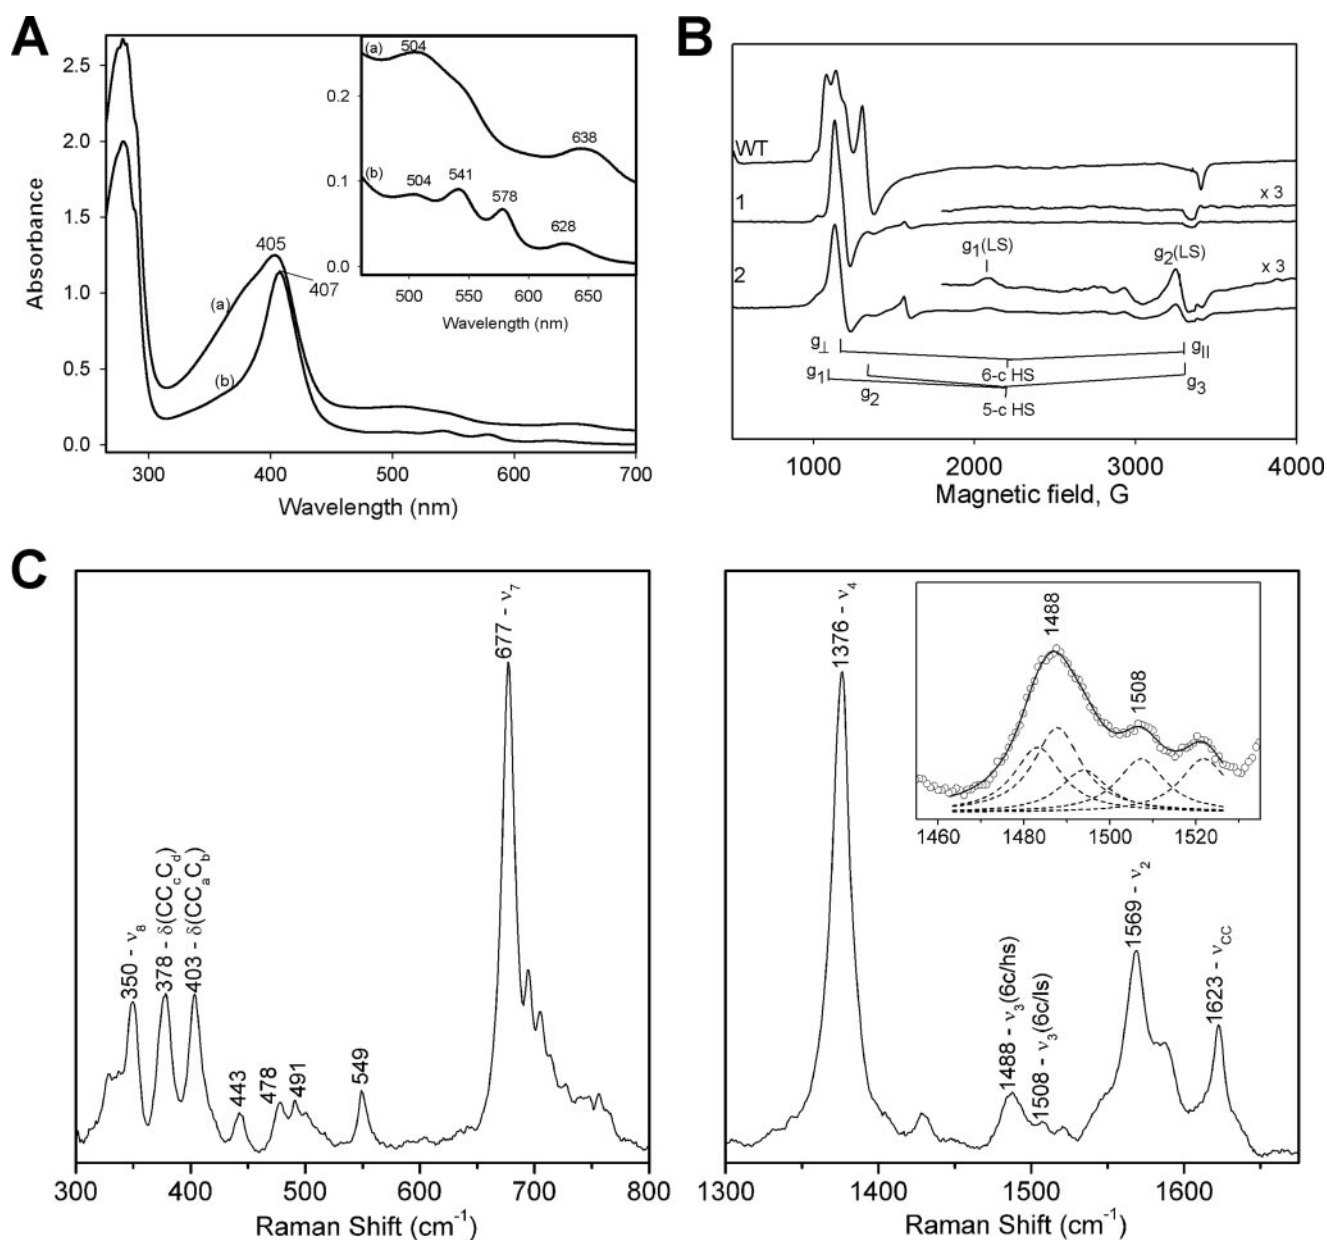 A
2.5
2.0
1.5
1.0
0.5
0.0
Absorbance
300
400
500
600
700
Wavelength (nm)
405
407
(a)
(b)
(a)
504
638
(b)
504
541
578
628
0.2
0.1
0.0
500
550
600
650
Wavelength (nm)
B
WT
1
x 3
g1(LS)
g2(LS)
2
x 3
g⊥
g||
6-c HS
g1
g2
g3
5-c HS
1000
2000
3000
4000
Magnetic field, G
C
350 - ν8
378 - δ(CCcCd)
403 - δ(CCaCb)
443
478
491
549
677 - ν7
300
400
500
600
700
800
Raman Shift (cm-1)
1376 - ν4
1488 - ν3(6c/hs)
1508 - ν3(6c/ls)
1569 - ν2
1623 - νCC
1488
1508
1460
1480
1500
1520
1300
1400
1500
1600
Raman Shift (cm-1)